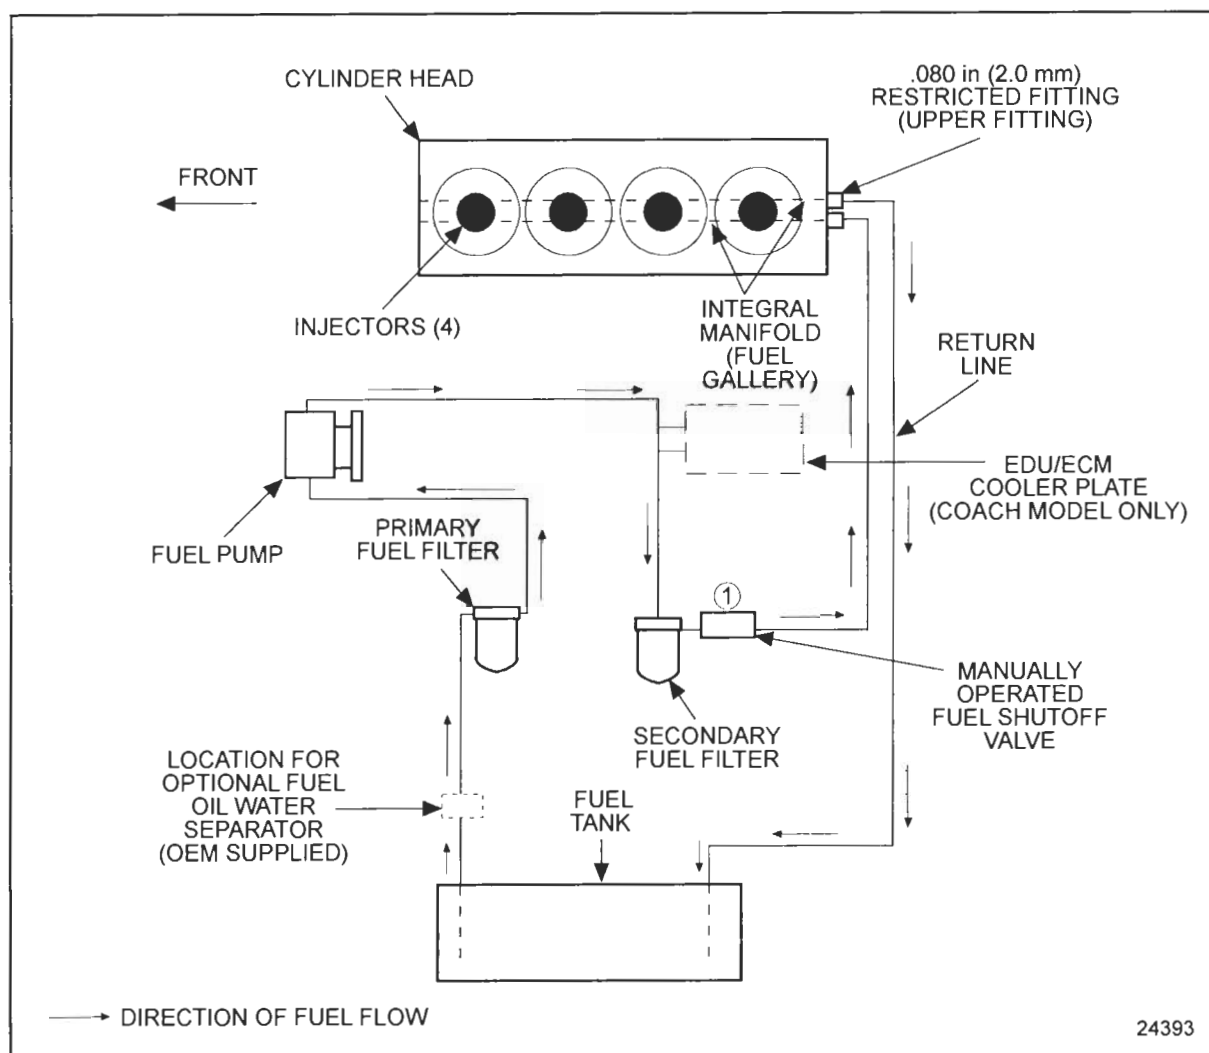 CYLINDER HEAD
.080 in (2.0 mm)
RESTRICTED FITTING
(UPPER FITTING)
FRONT
INJECTORS (4)
INTEGRAL
MANIFOLD
(FUEL
GALLERY)
RETURN
LINE
EDU/ECM
COOLER PLATE
(COACH MODEL ONLY)
FUEL PUMP
PRIMARY
FUEL FILTER
1
MANUALLY
OPERATED
FUEL SHUTOFF
VALVE
SECONDARY
FUEL FILTER
LOCATION FOR
OPTIONAL FUEL
OIL WATER
SEPARATOR
(OEM SUPPLIED)
FUEL
TANK
DIRECTION OF FUEL FLOW
24393